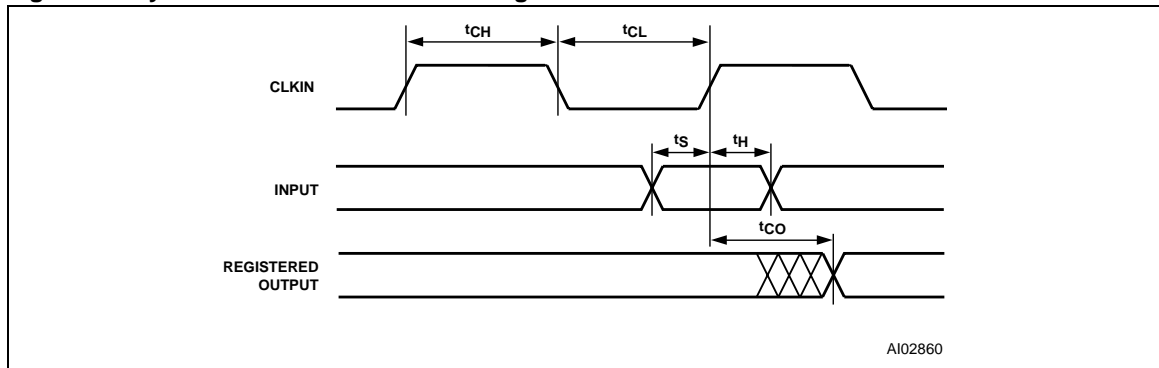 tCH
tCL
CLKIN
tS
tH
INPUT
tCO
REGISTERED
OUTPUT
AI02860